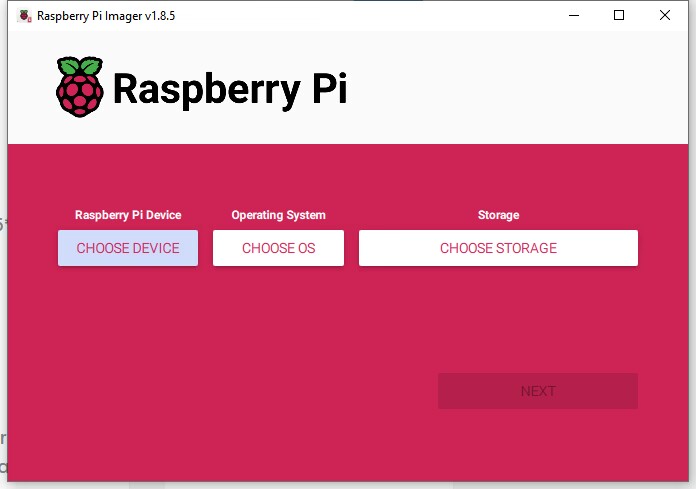 Raspberry Pi Imager v1.8.5
Raspberry Pi
Raspberry Pi Device
Operating System
Storage
CHOOSE DEVICE
CHOOSE OS
CHOOSE STORAGE
NEXT